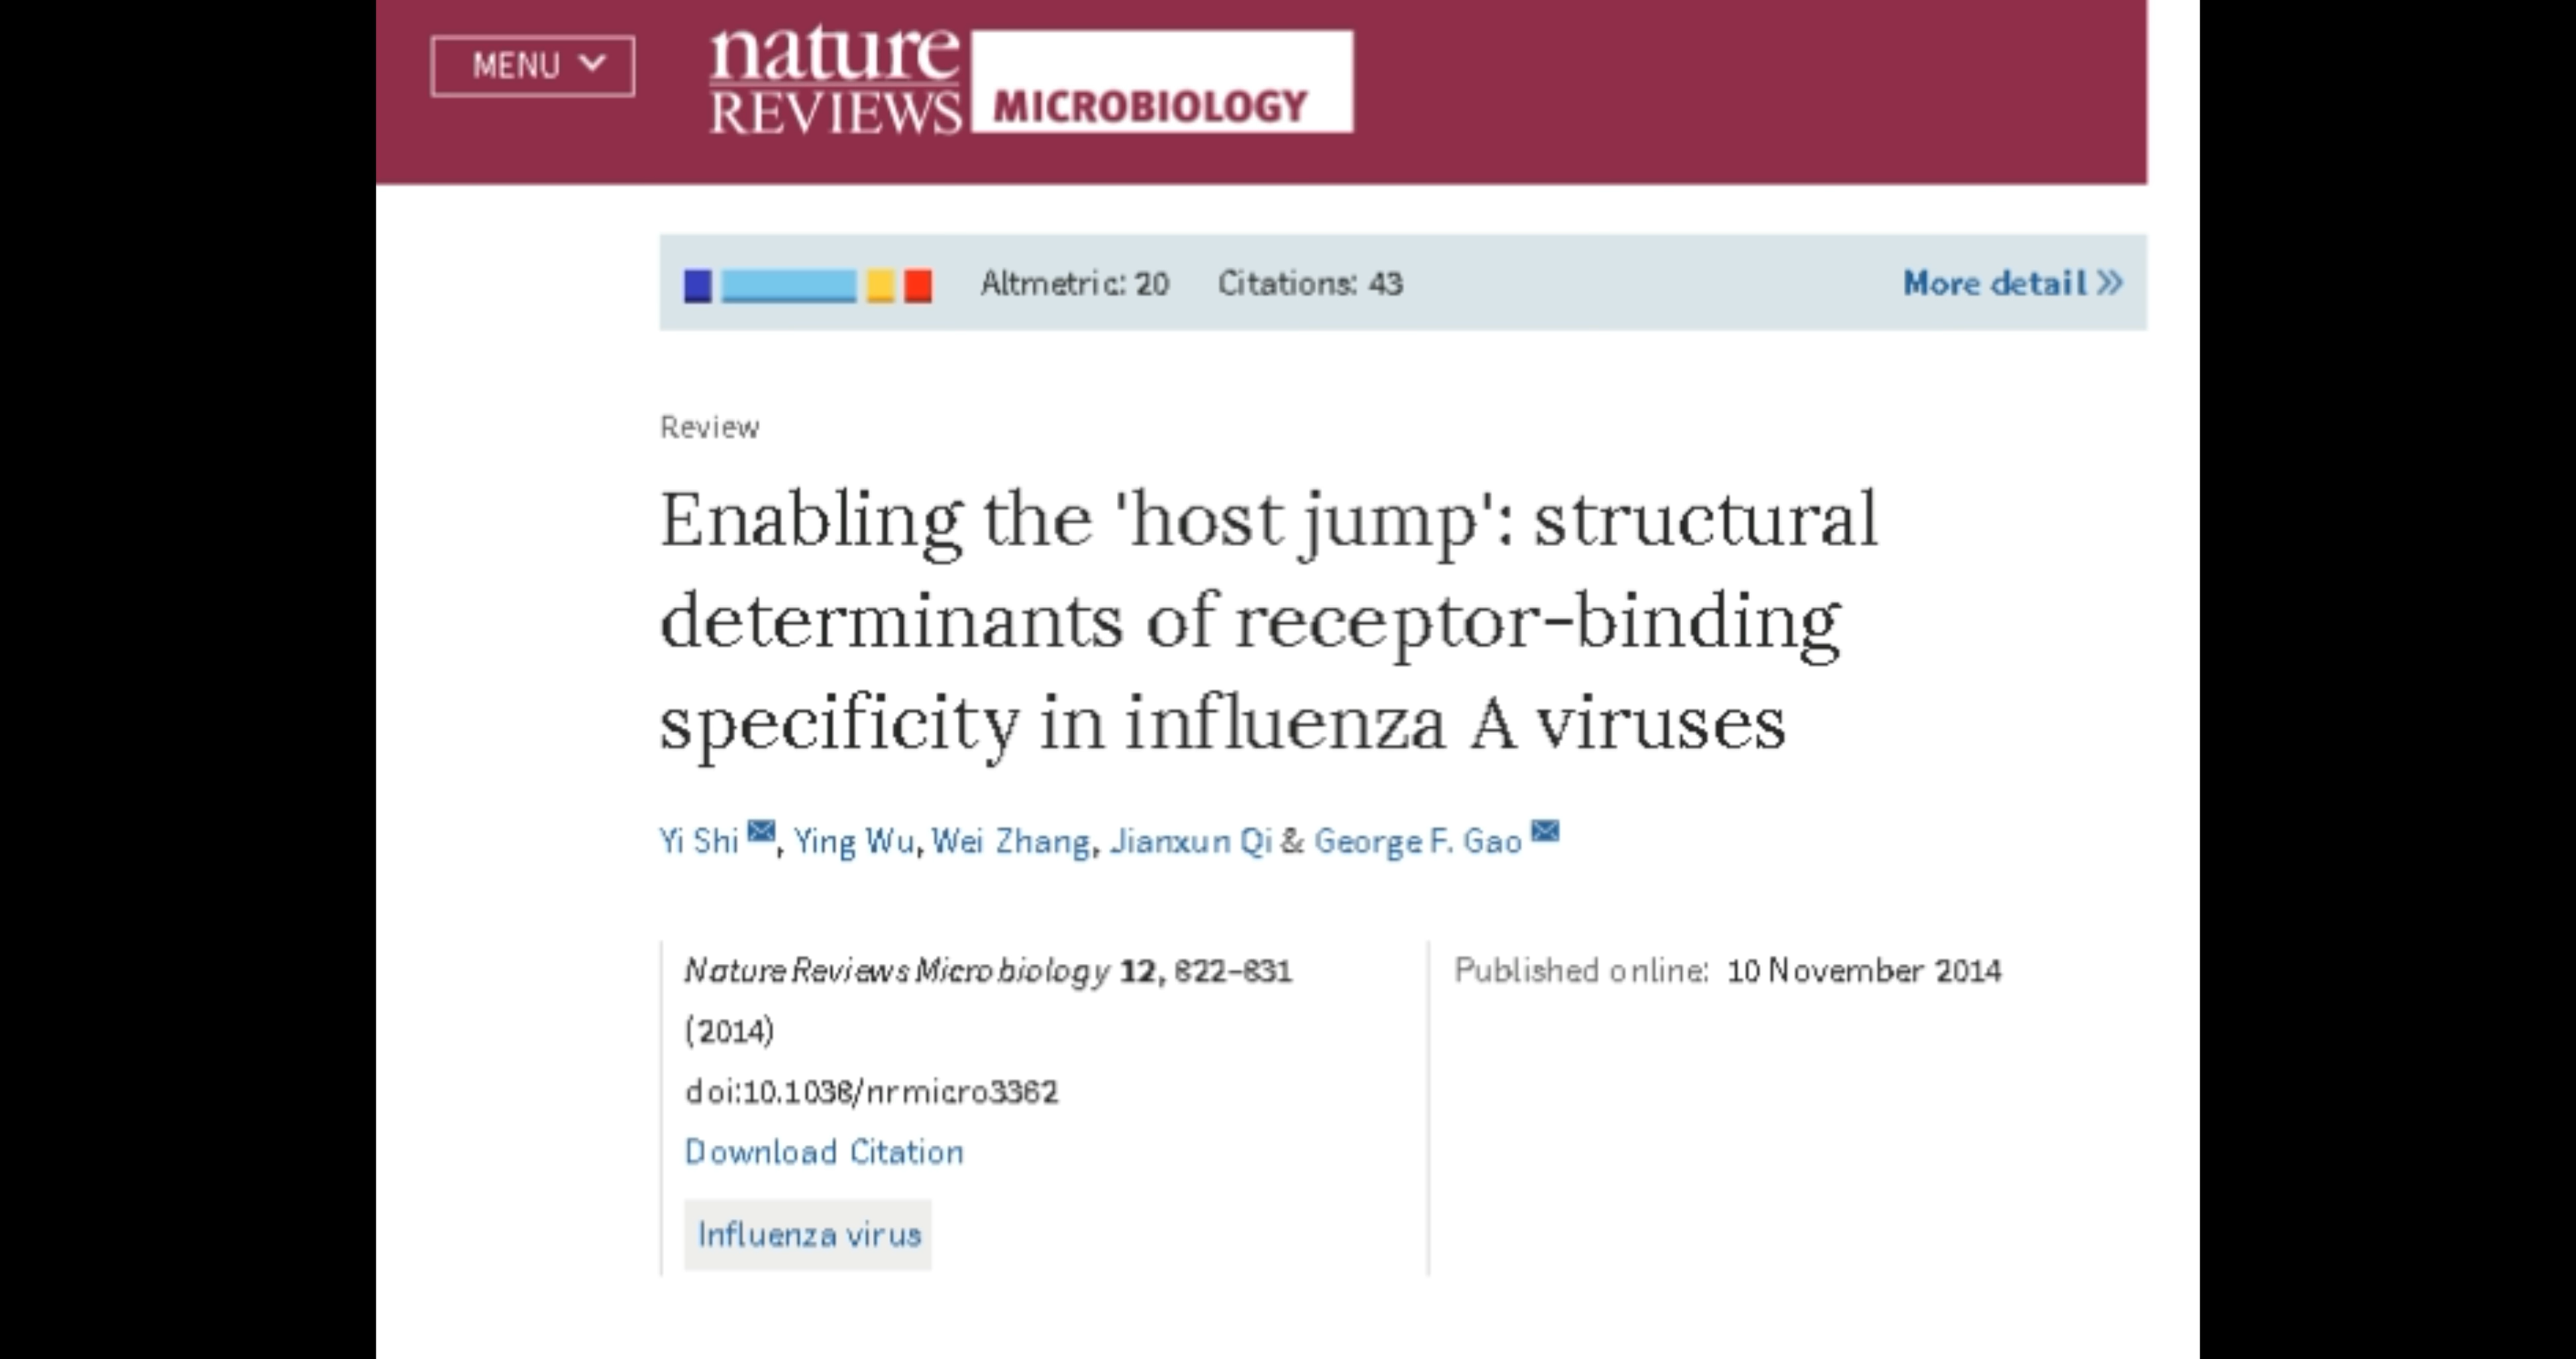 MENU
nature
REVIEWS
MICROBIOLOGY
Altmetric: 20 Citations: 43 More detail »
Review
Enabling the 'host jump': structural
determinants of receptor-binding
specificity in influenza A viruses
Yi Shi, Ying Wu, Wei Zhang, Jianxun Qi & George F. Gao
Nature Reviews Microbiology 12, 822–831
(2014)
doi:10.1038/nrmicro3362
Download Citation
Influenza virus
Published online: 10 November 2014